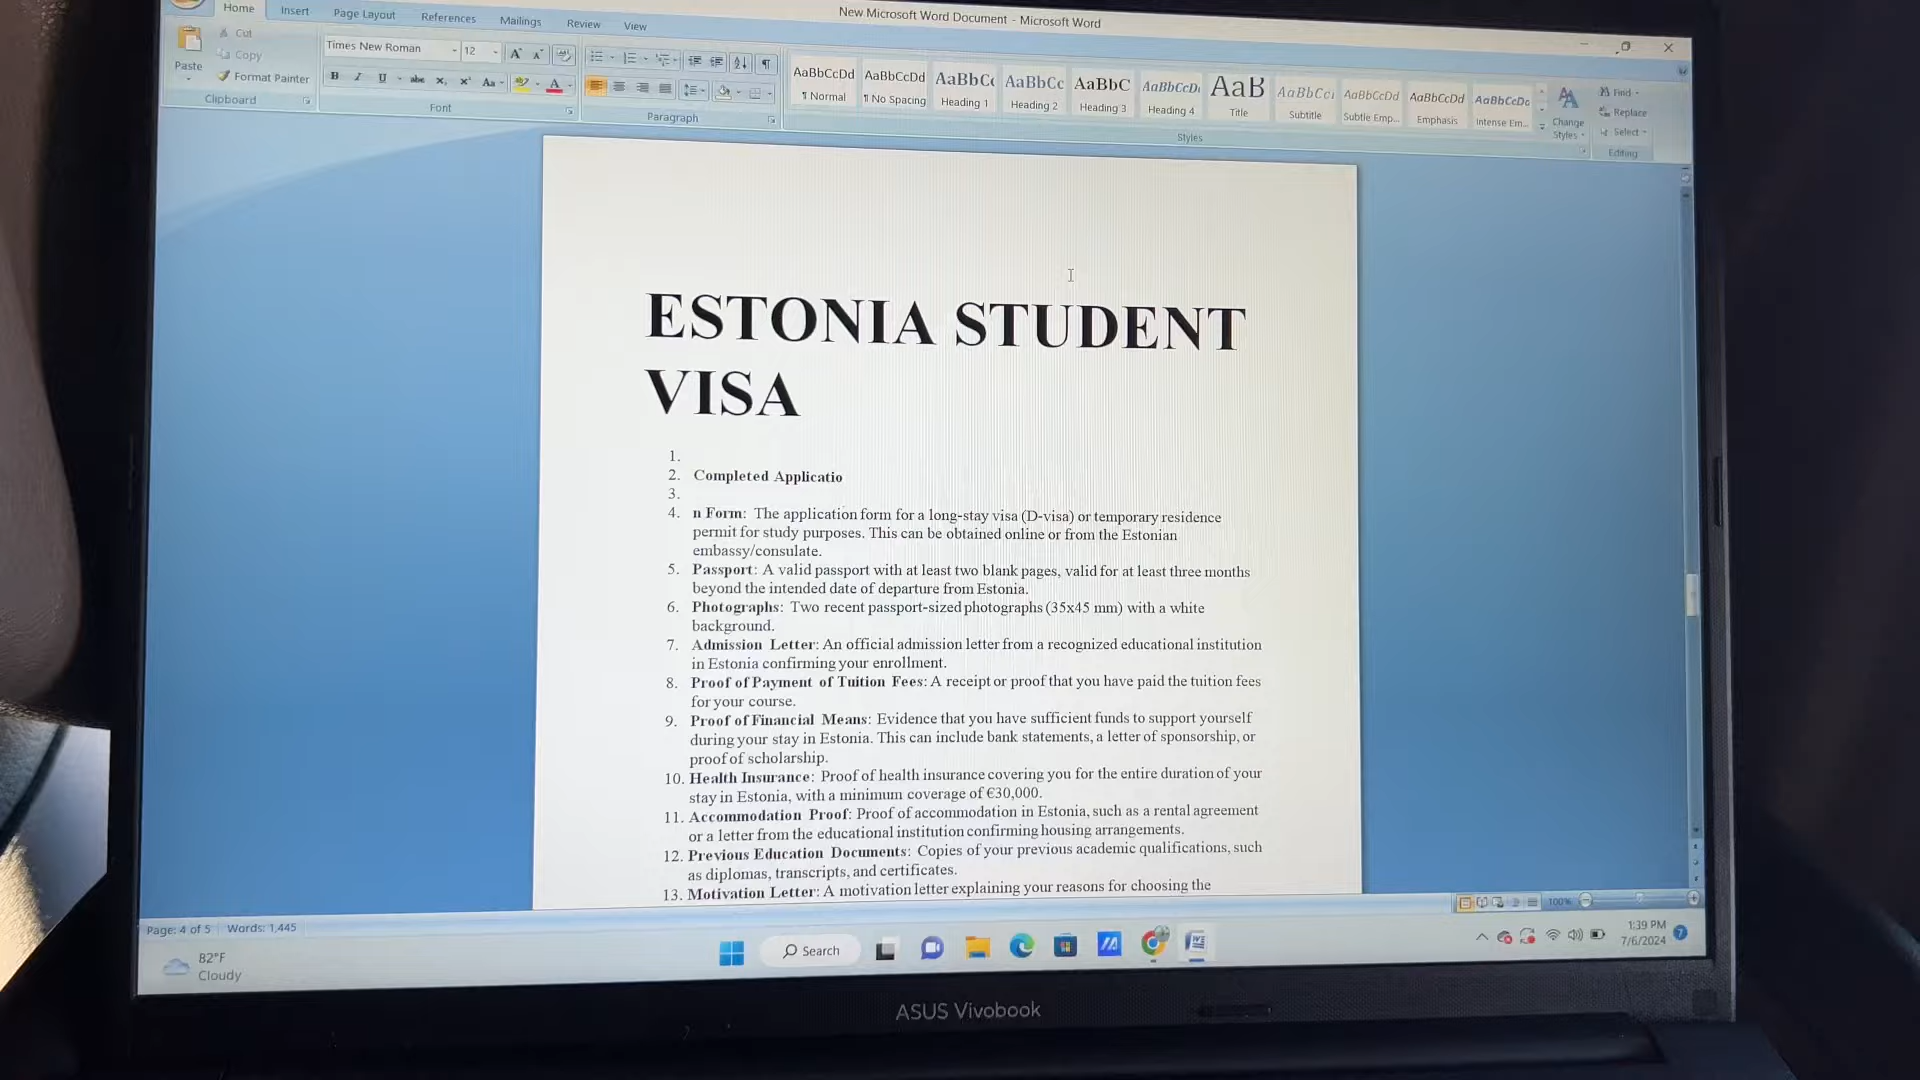 New Microsoft Word Document - Microsoft Word
Home Insert Page Layout References Mailings Review View
Cut
Copy
Format Painter
Paste
Clipboard
Times New Roman 12
Font
Paragraph
AaBbCcDd AaBbCcDd AaBbC AaBbCc AaBbC AaBbCcD AaB AaBbCc AaBbCcDd AaBbCcDd AaBbCcDc
¶ Normal ¶ No Spacing Heading 1 Heading 2 Heading 3 Heading 4 Title Subtitle Subtle Emp... Emphasis Intense Em...
Styles
Change
Styles
Find
Replace
Select
Editing
ESTONIA STUDENT
VISA
1.
2. Completed Applicatio
3.
4. n Form: The application form for a long-stay visa (D-visa) or temporary residence
permit for study purposes. This can be obtained online or from the Estonian
embassy/consulate.
5. Passport: A valid passport with at least two blank pages, valid for at least three months
beyond the intended date of departure from Estonia.
6. Photographs: Two recent passport-sized photographs (35x45 mm) with a white
background.
7. Admission Letter: An official admission letter from a recognized educational institution
in Estonia confirming your enrollment.
8. Proof of Payment of Tuition Fees: A receipt or proof that you have paid the tuition fees
for your course.
9. Proof of Financial Means: Evidence that you have sufficient funds to support yourself
during your stay in Estonia. This can include bank statements, a letter of sponsorship, or
proof of scholarship.
10. Health Insurance: Proof of health insurance covering you for the entire duration of your
stay in Estonia, with a minimum coverage of €30,000.
11. Accommodation Proof: Proof of accommodation in Estonia, such as a rental agreement
or a letter from the educational institution confirming housing arrangements.
12. Previous Education Documents: Copies of your previous academic qualifications, such
as diplomas, transcripts, and certificates.
13. Motivation Letter: A motivation letter explaining your reasons for choosing the
Page: 4 of 5 Words: 1,445
100%
82°F
Cloudy
Search
1:39 PM
7/6/2024
ASUS Vivobook